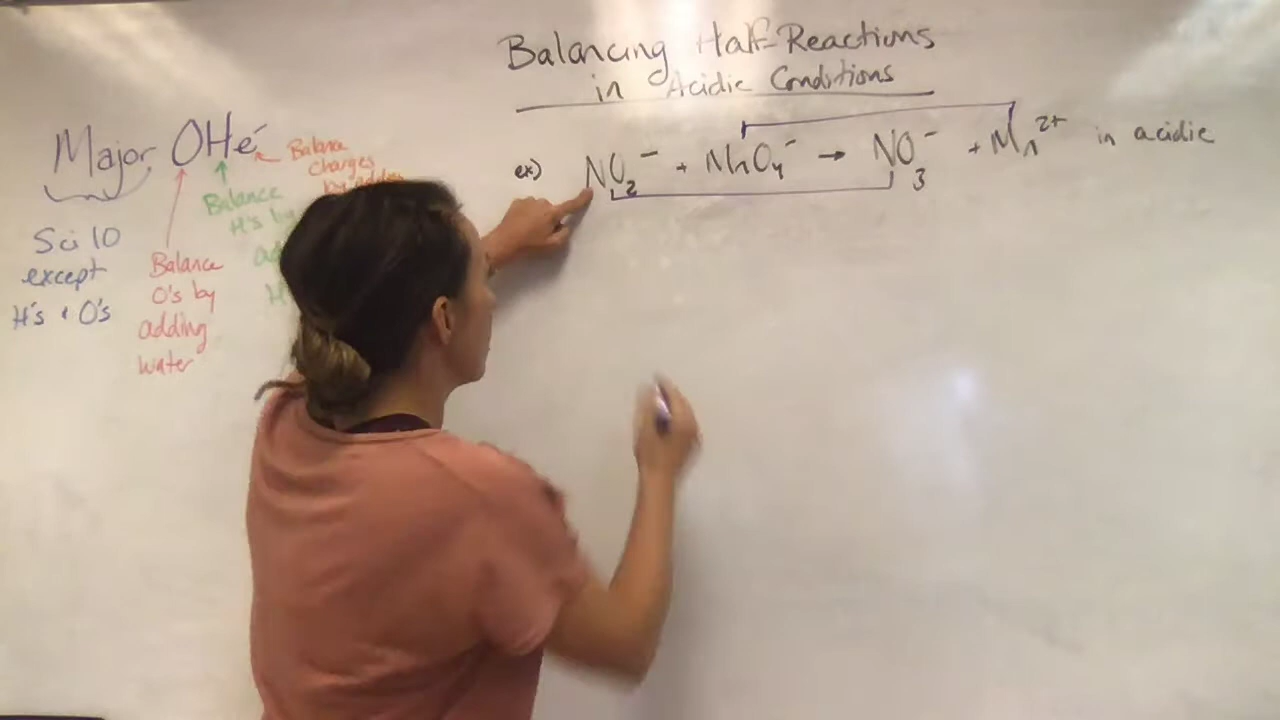 Balancing Half-Reactions
in Acidic Conditions
Major OHé
Sci 10
except
H's + O's
Balance
O's by
adding
water
Balance
H's by
Balance
charges
ex) NO₂⁻ + MnO₄⁻ → NO₃⁻ + Mn²⁺ in acidic